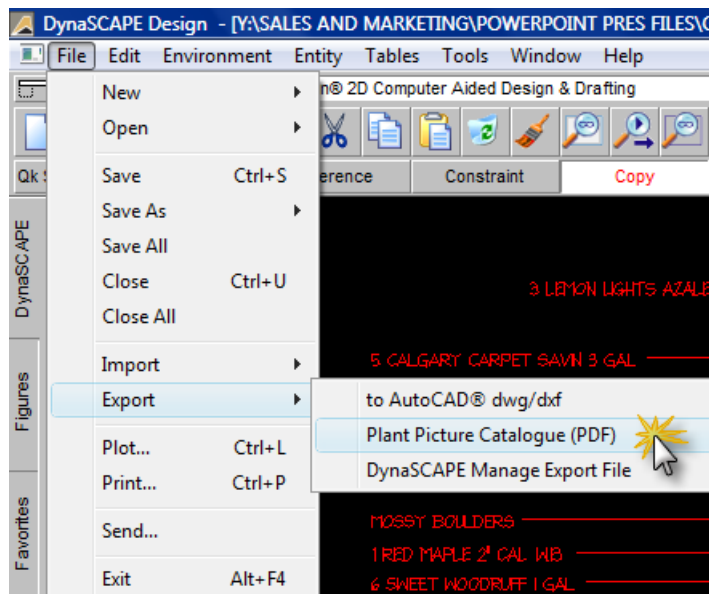 DynaSCAPE Design - [Y:\SALES AND MARKETING\POWERPOINT PRES FILES\
File Edit Environment Entity Tables Tools Window Help
2D Computer Aided Design & Drafting
Qk
Constraint
Copy
DynaSCAPE
Figures
Favorites
New
Open
Save Ctrl+S
Save As
Save All
Close Ctrl+U
Close All
Import
Export
Plot... Ctrl+L
Print... Ctrl+P
Send...
Exit Alt+F4
to AutoCAD® dwg/dxf
Plant Picture Catalogue (PDF)
DynaSCAPE Manage Export File
3 LEMON LIGHTS
5 CALGARY CARPET SAVIN 3 GAL
MOSSY BOULDERS
1 RED MAPLE 2" CAL WB
6 SWEET WOODRUFF 1 GAL